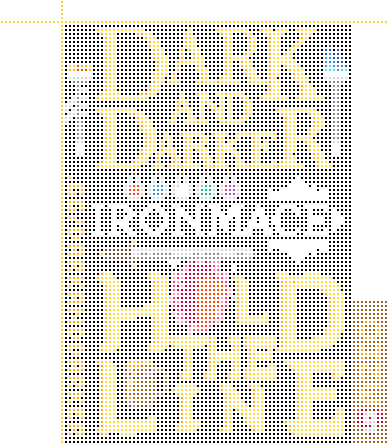 DARK
AND
DARKER
IRONMACE
HOLD
THE
LINE